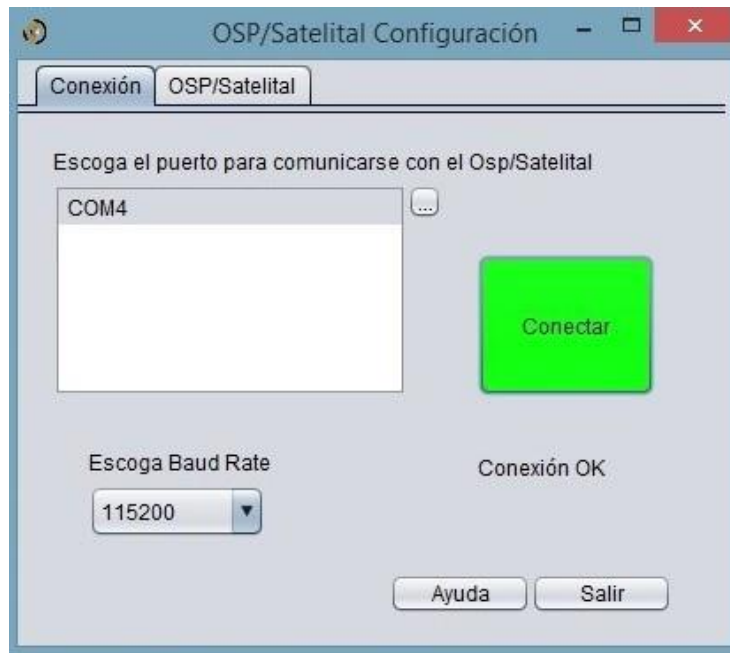 OSP/Satelital Configuración
Conexión
OSP/Satelital
Escoga el puerto para comunicarse con el Osp/Satelital
COM4
...
Conectar
Escoga Baud Rate
Conexión OK
115200
Ayuda
Salir